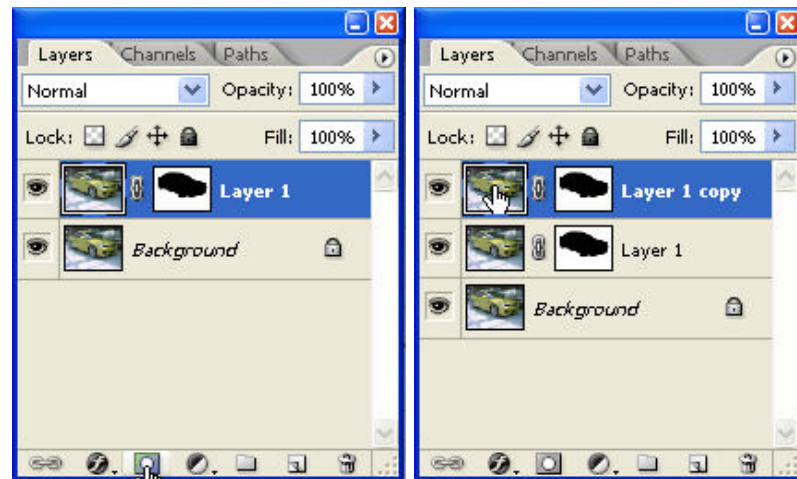 Layers Channels Paths
Normal Opacity: 100%
Lock: Fill: 100%
Layer 1
Background
Layers Channels Paths
Normal Opacity: 100%
Lock: Fill: 100%
Layer 1 copy
Layer 1
Background